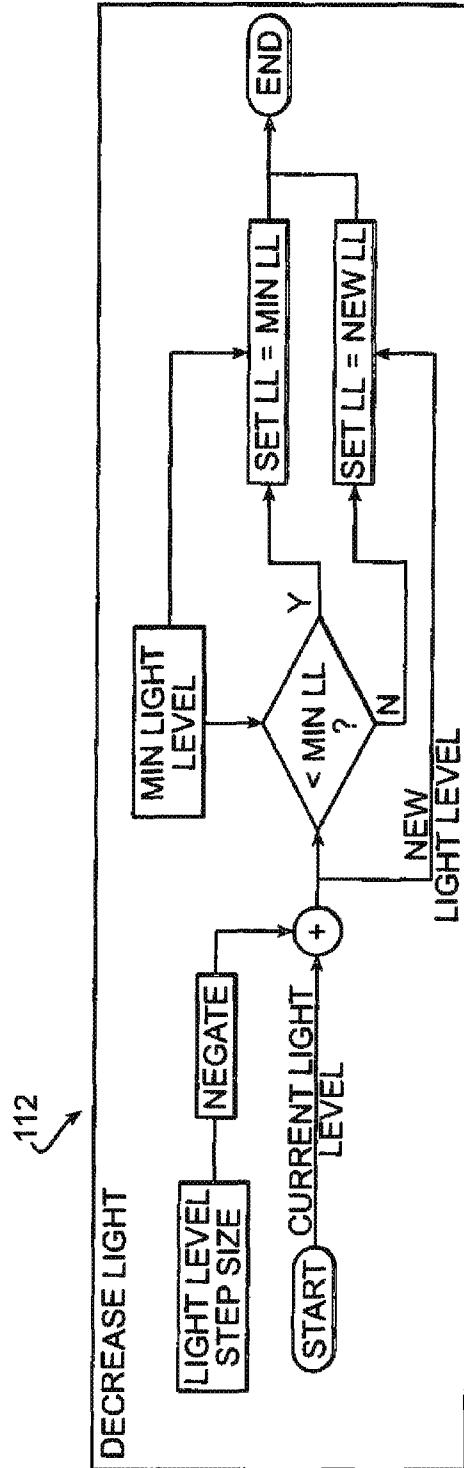 112
DECREASE LIGHT
LIGHT LEVEL
STEP SIZE
NEGATE
START
CURRENT LIGHT
LEVEL
+
MIN LIGHT
LEVEL
< MIN LL
?
Y
N
NEW
LIGHT LEVEL
SET LL = MIN LL
SET LL = NEW LL
END